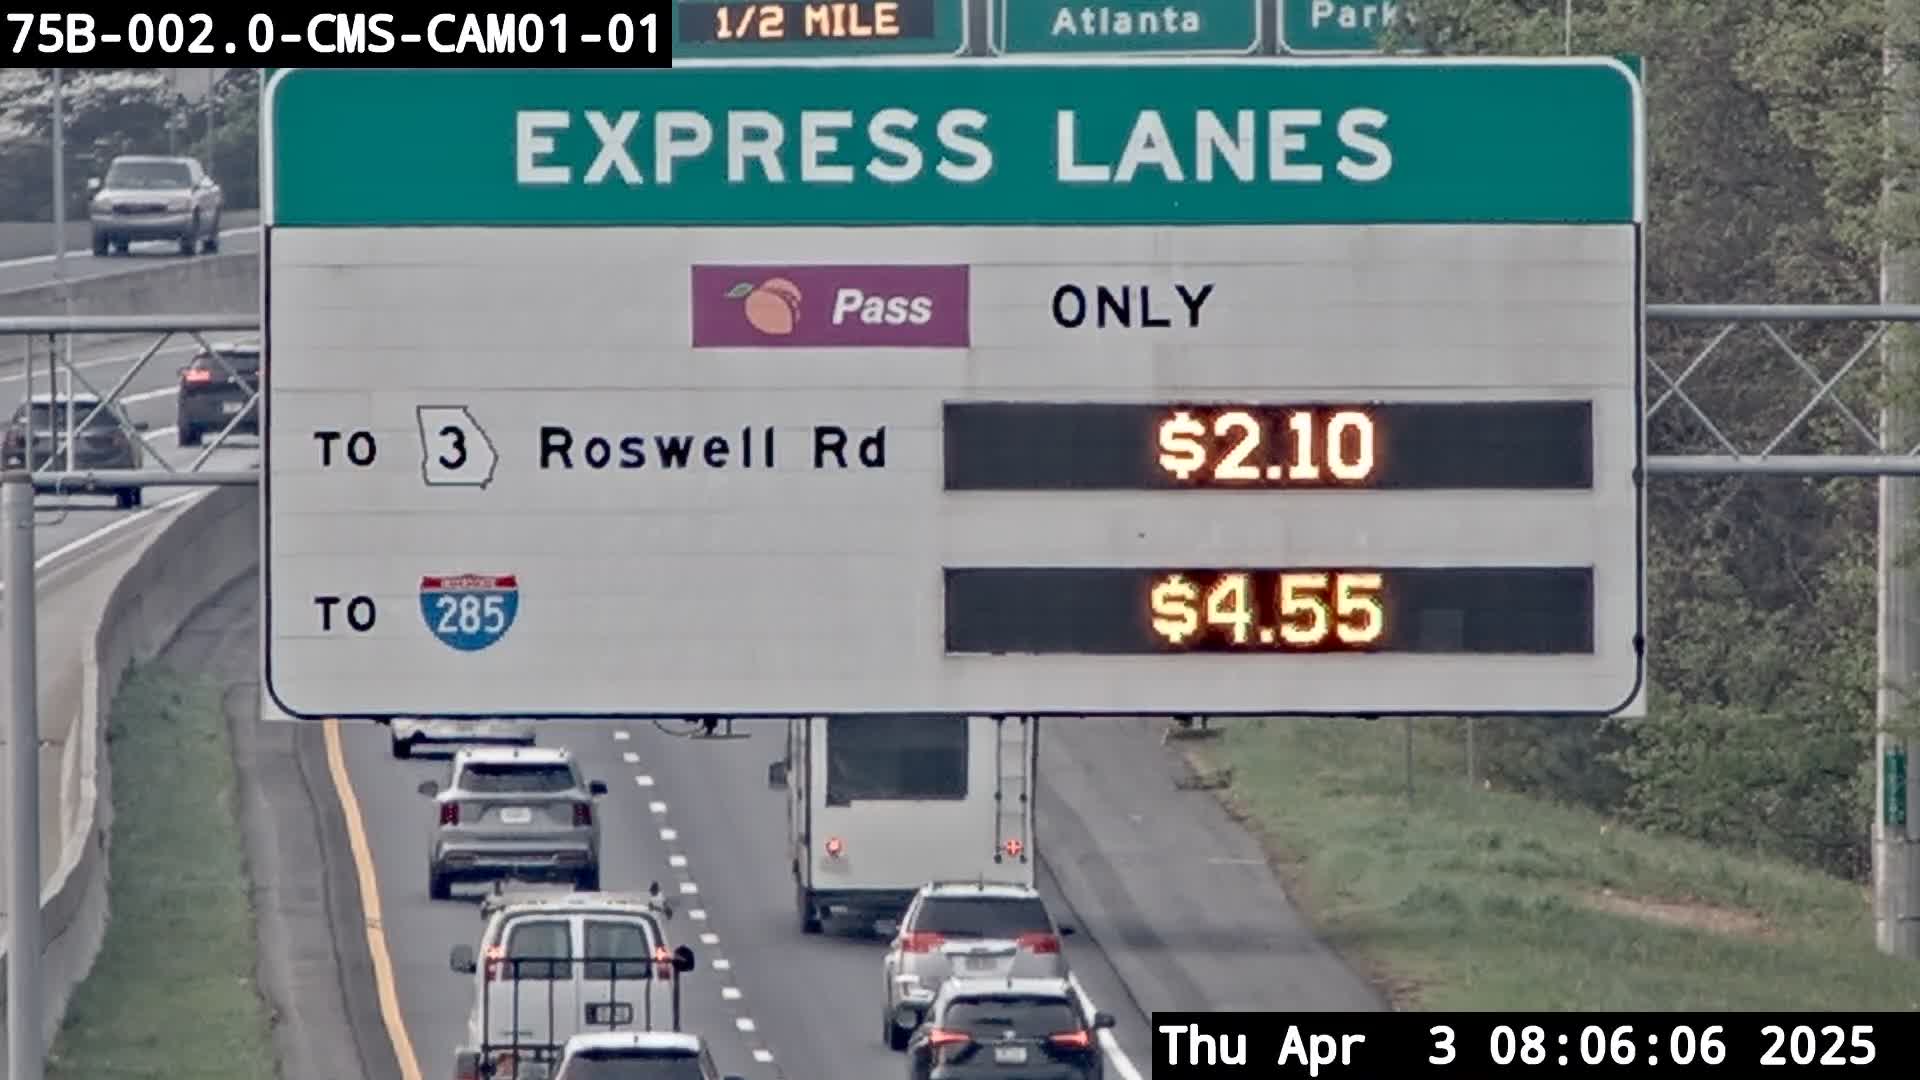 75B-002.0-CMS-CAM01-01
1/2 MILE
Atlanta
Park
EXPRESS LANES
Pass ONLY
TO 3 Roswell Rd $2.10
TO 285 $4.55
Thu Apr 3 08:06:06 2025